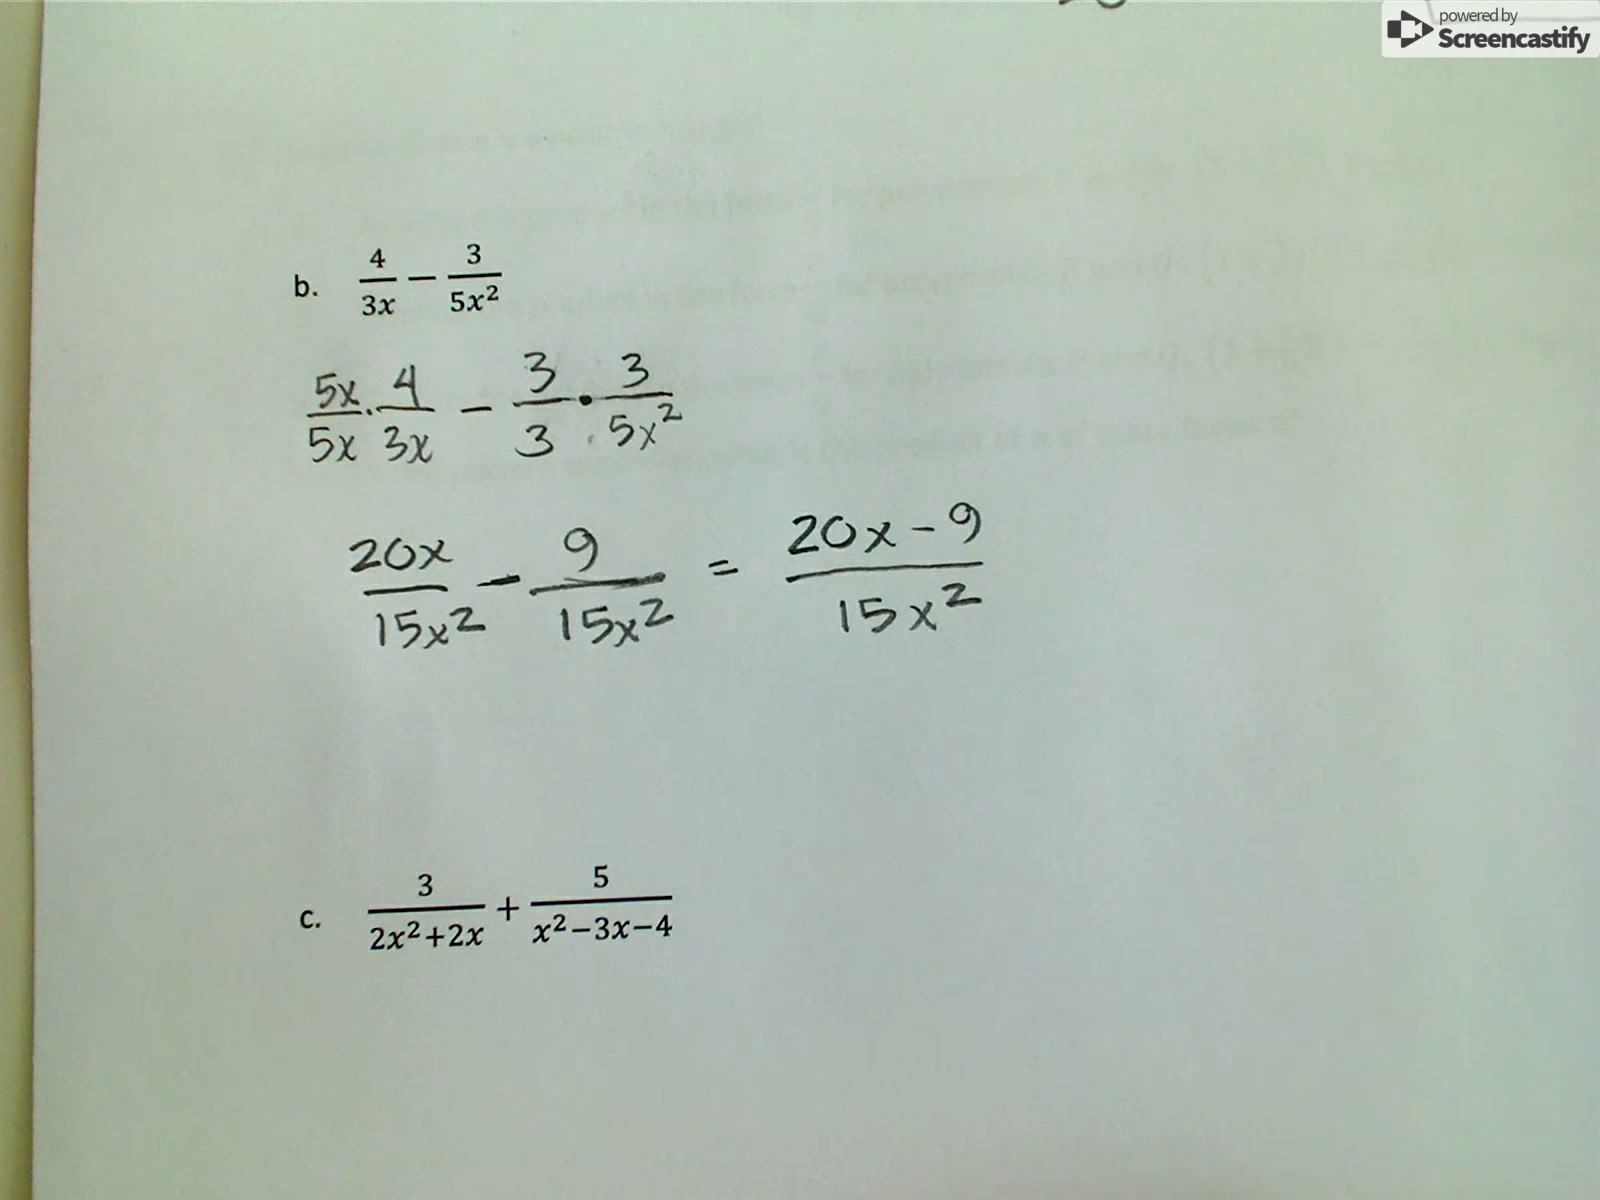 powered by
Screencastify
b. 4/3x − 3/5x²
5x/5x · 4/3x − 3/3 · 3/5x²
20x/15x² − 9/15x² = 20x − 9/15x²
c. 3/2x²+2x + 5/x²−3x−4